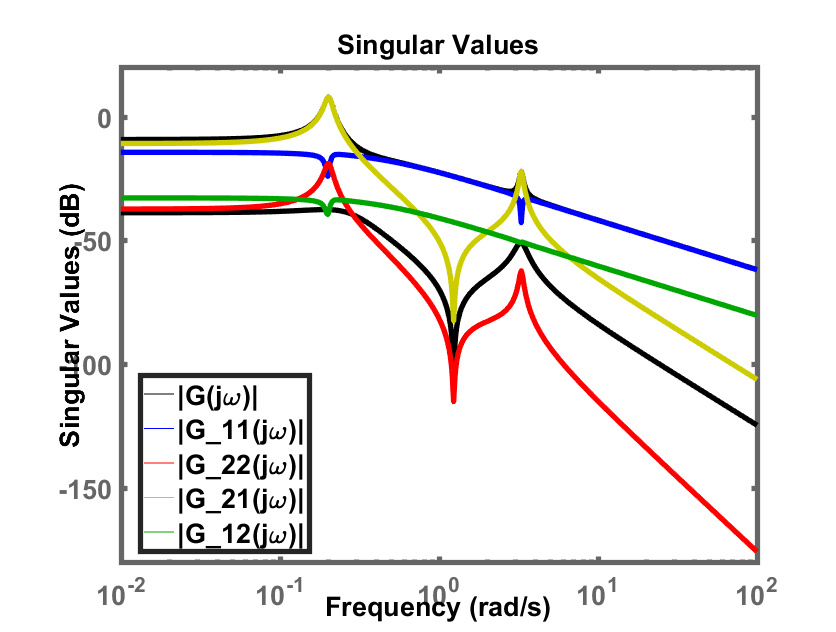 Singular Values
Singular Values (dB)
0
-50
-100
-150
|G(jω)|
|G_11(jω)|
|G_22(jω)|
|G_21(jω)|
|G_12(jω)|
10^-2
10^-1
10^0
10^1
10^2
Frequency (rad/s)